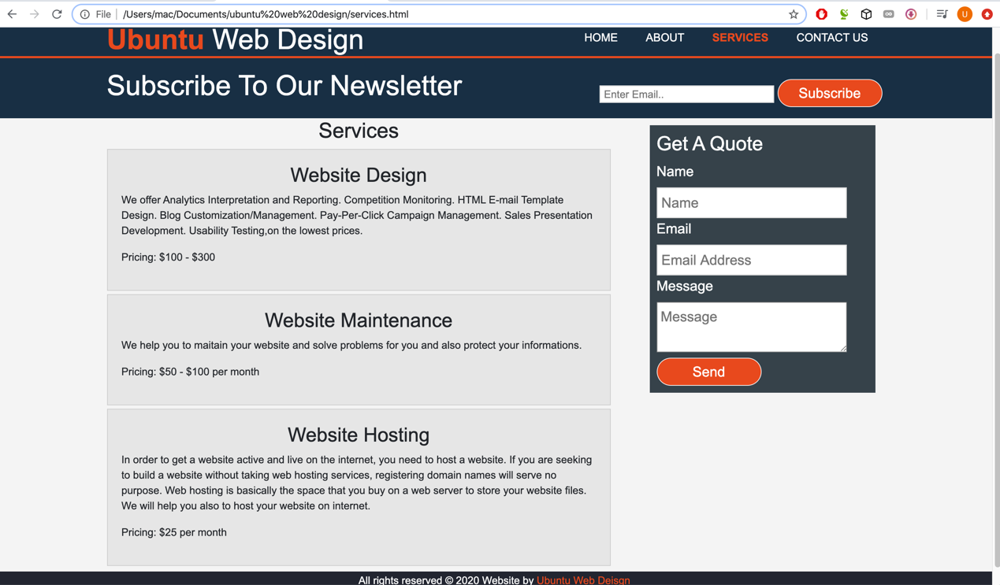 File
/Users/mac/Documents/ubuntu%20web%20design/services.html
U
Ubuntu Web Design
HOME
ABOUT
SERVICES
CONTACT US
Subscribe To Our Newsletter
Enter Email..
Subscribe
Services
Website Design
We offer Analytics Interpretation and Reporting. Competition Monitoring. HTML E-mail Template
Design. Blog Customization/Management. Pay-Per-Click Campaign Management. Sales Presentation
Development. Usability Testing,on the lowest prices.
Pricing: $100 - $300
Website Maintenance
We help you to maitain your website and solve problems for you and also protect your informations.
Pricing: $50 - $100 per month
Website Hosting
In order to get a website active and live on the internet, you need to host a website. If you are seeking
to build a website without taking web hosting services, registering domain names will serve no
purpose. Web hosting is basically the space that you buy on a web server to store your website files.
We will help you also to host your website on internet.
Pricing: $25 per month
Get A Quote
Name
Name
Email
Email Address
Message
Message
Send
All rights reserved © 2020 Website by Ubuntu Web Deisgn